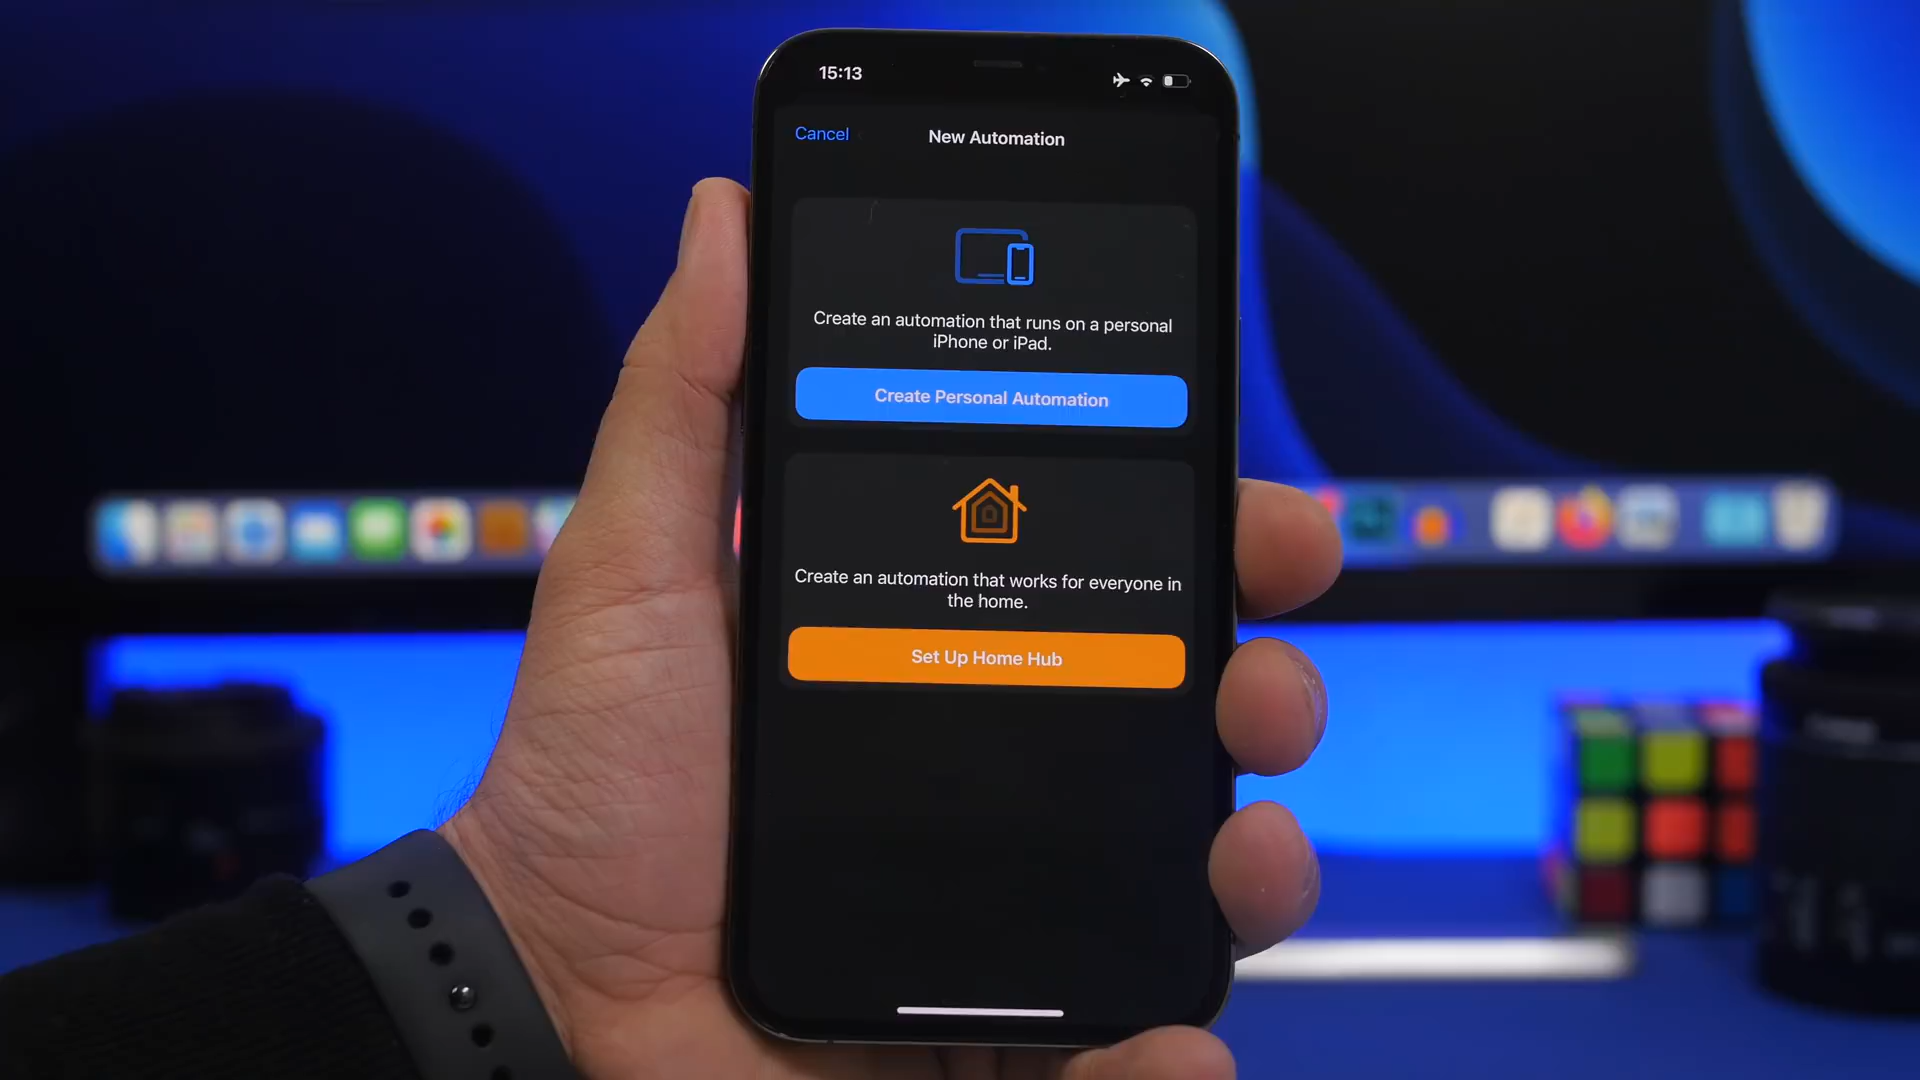 15:13
Cancel
New Automation
Create an automation that runs on a personal
iPhone or iPad.
Create Personal Automation
Create an automation that works for everyone in
the home.
Set Up Home Hub